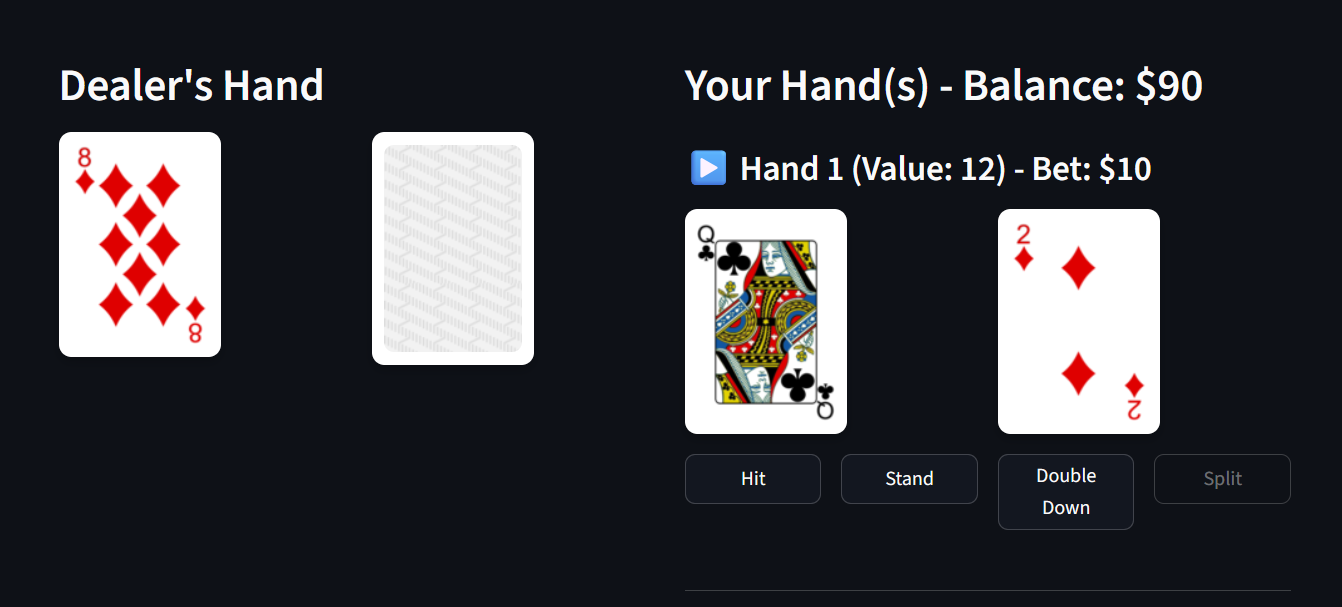 Dealer's Hand
8
8
Your Hand(s) - Balance: $90
Hand 1 (Value: 12) - Bet: $10
Q
Q
2
2
Hit
Stand
Double
Down
Split